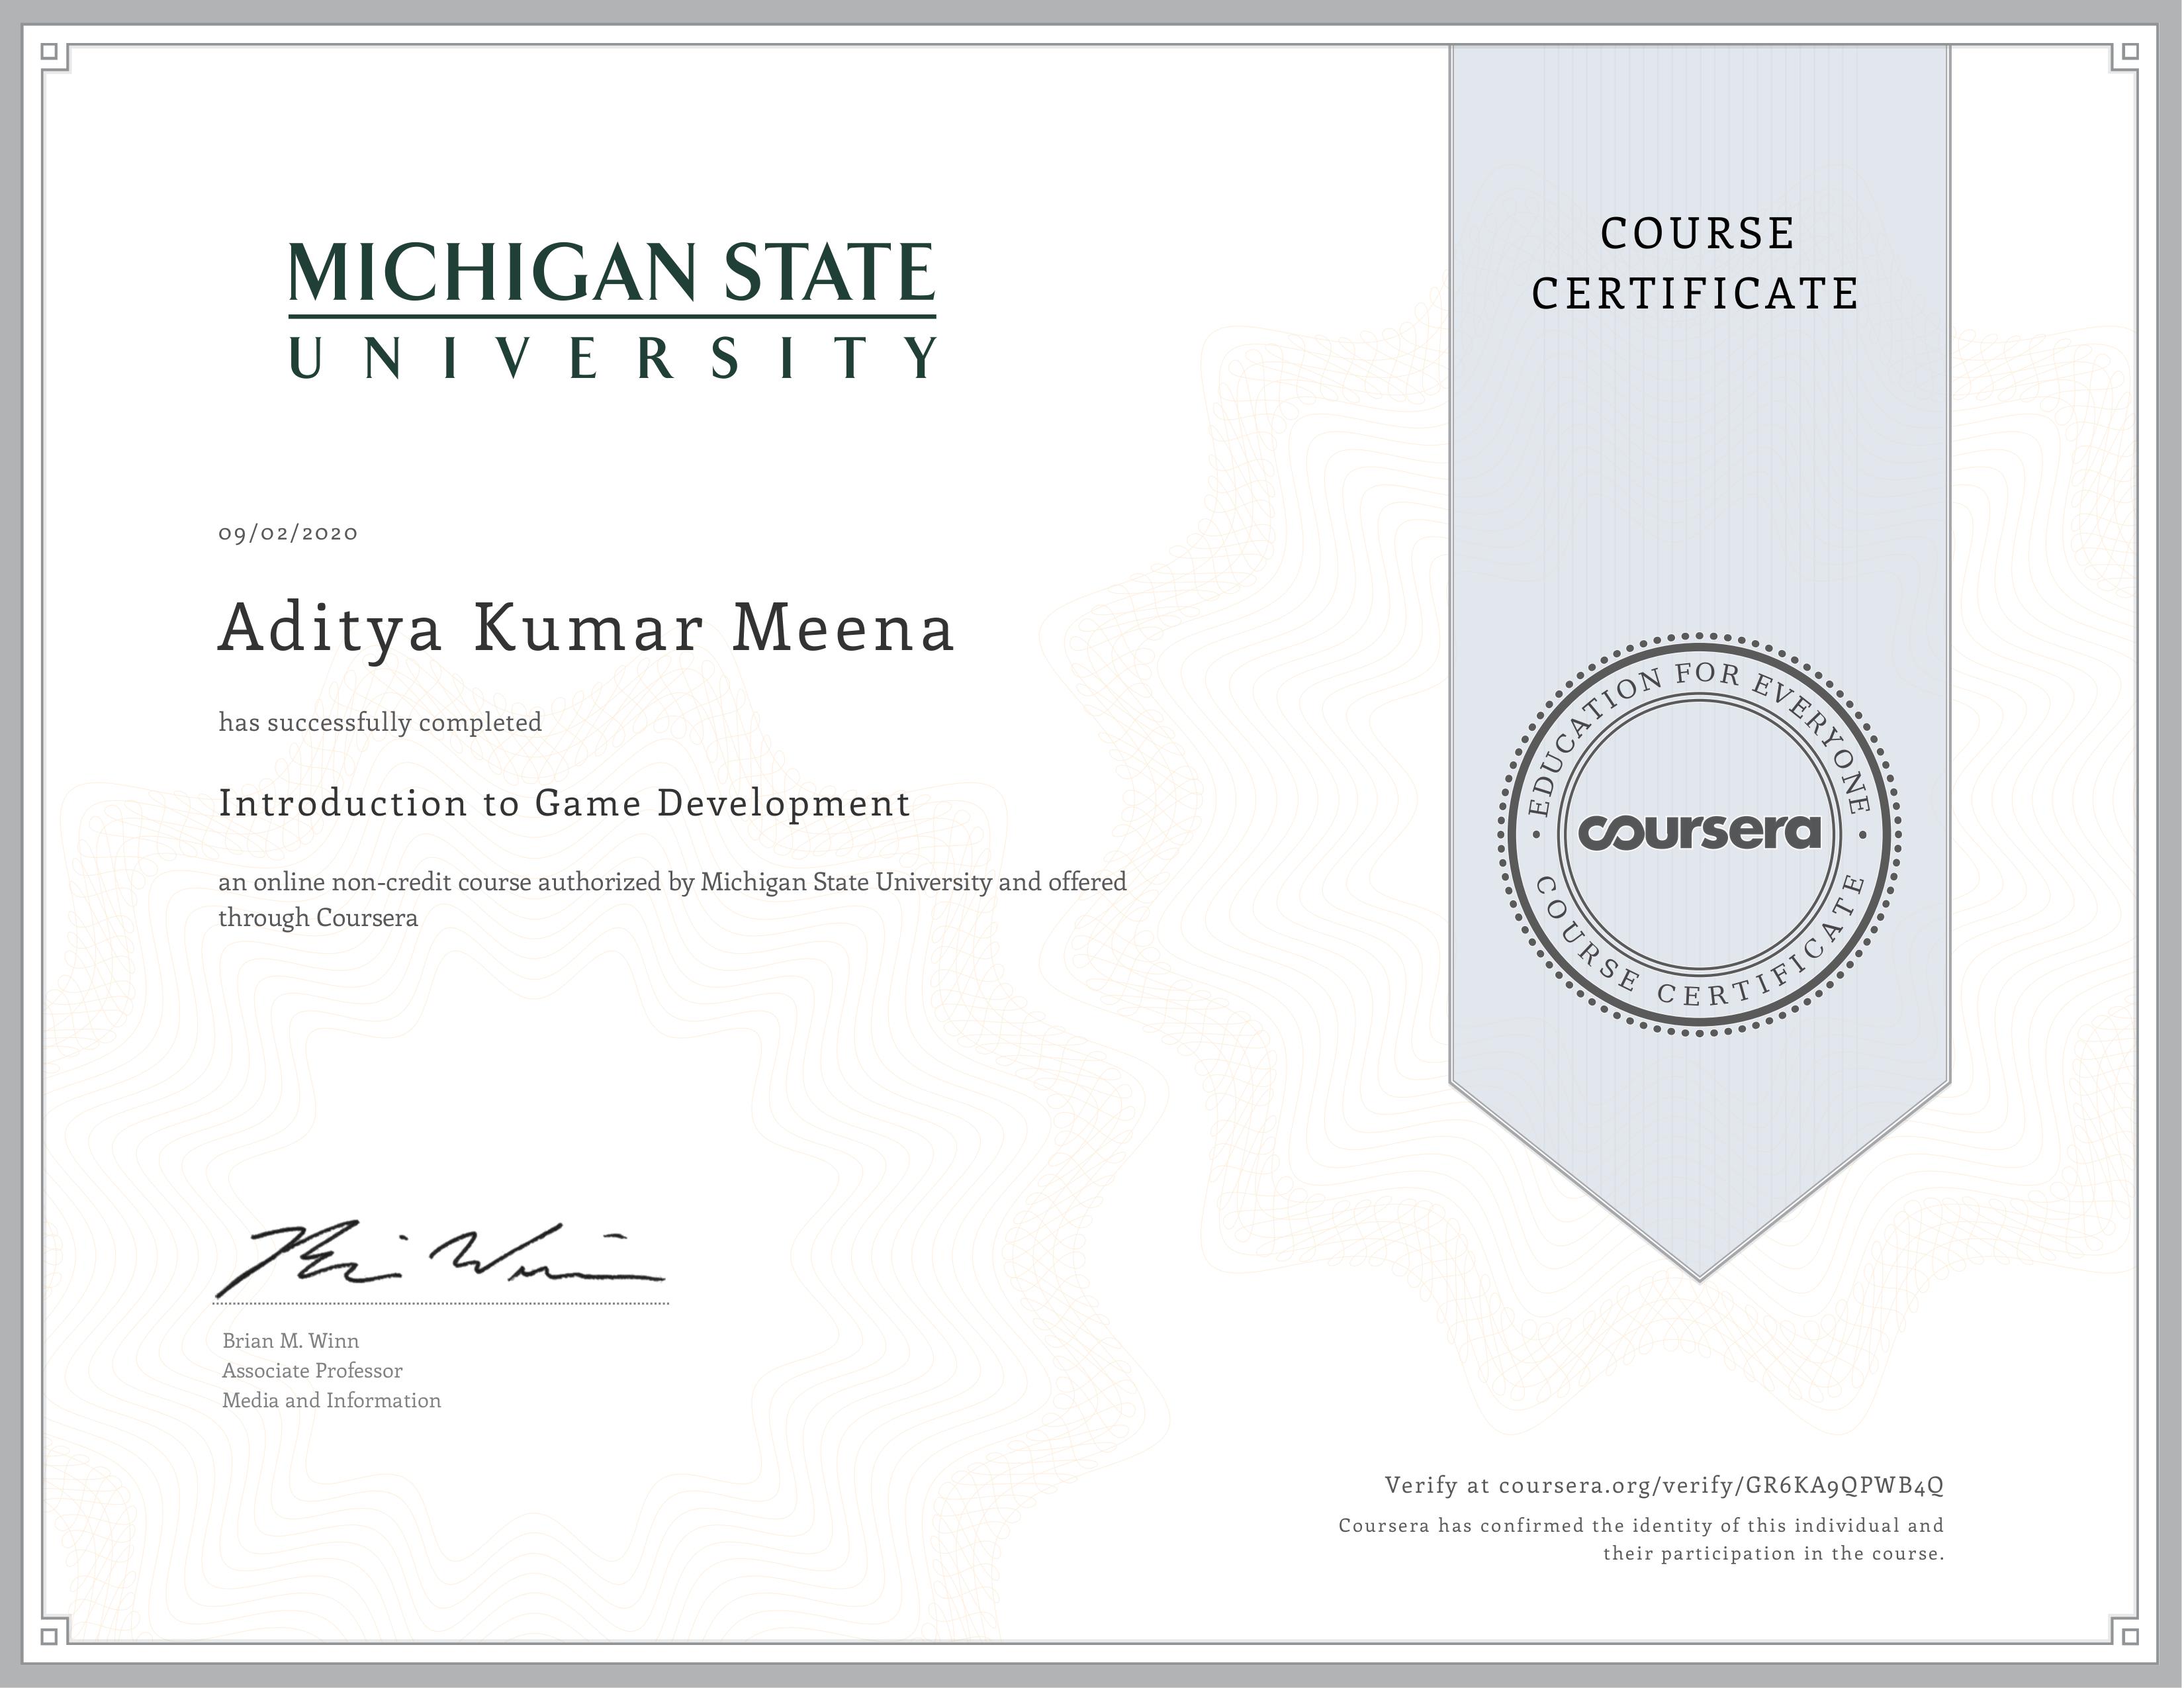 MICHIGAN STATE
UNIVERSITY
09/02/2020
Aditya Kumar Meena
has successfully completed
Introduction to Game Development
an online non-credit course authorized by Michigan State University and offered
through Coursera
Brian M. Winn
Associate Professor
Media and Information
COURSE
CERTIFICATE
EDUCATION FOR EVERYONE
coursera
COURSE CERTIFICATE
Verify at coursera.org/verify/GR6KA9QPWB4Q
Coursera has confirmed the identity of this individual and
their participation in the course.